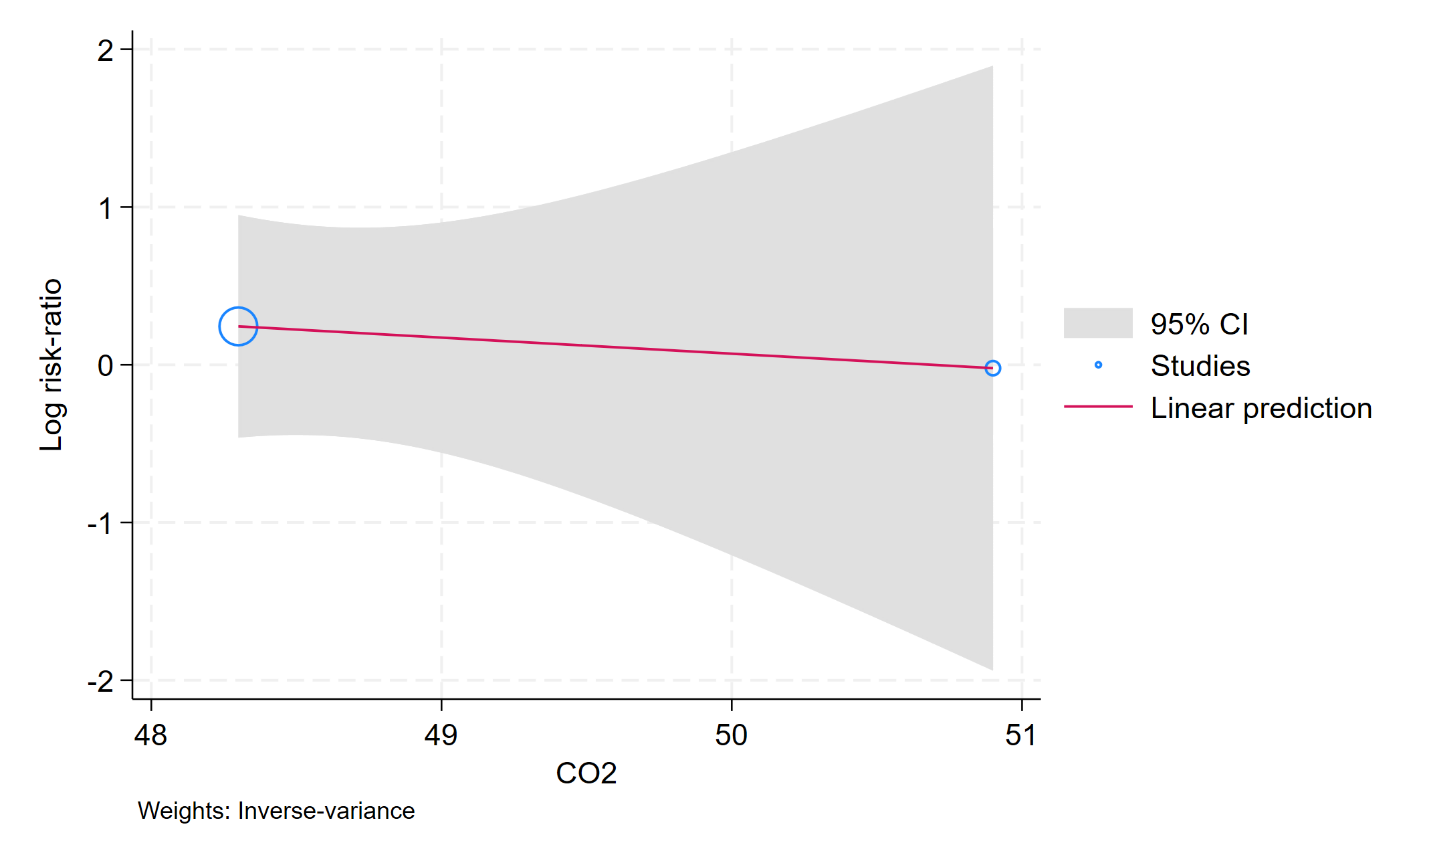 2
1
0
-1
-2
Log risk-ratio
48
49
50
51
CO2
Weights: Inverse-variance
95% CI
Studies
Linear prediction